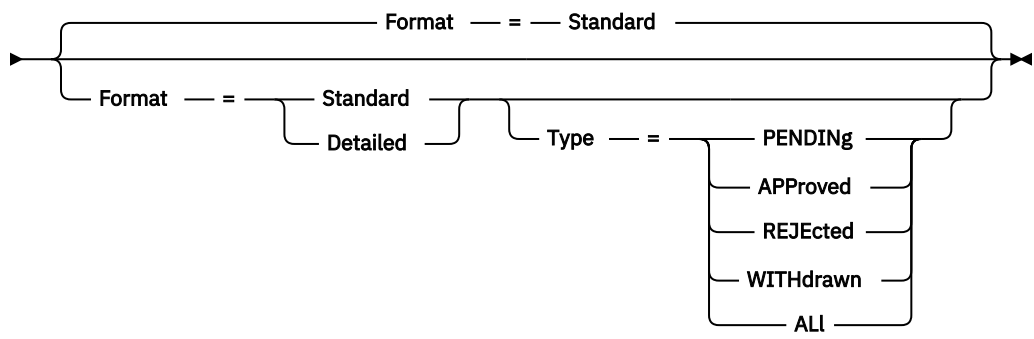 Format = Standard
Format = Standard
Detailed
Type = PENDINg
APProved
REJEcted
WITHdrawn
ALl